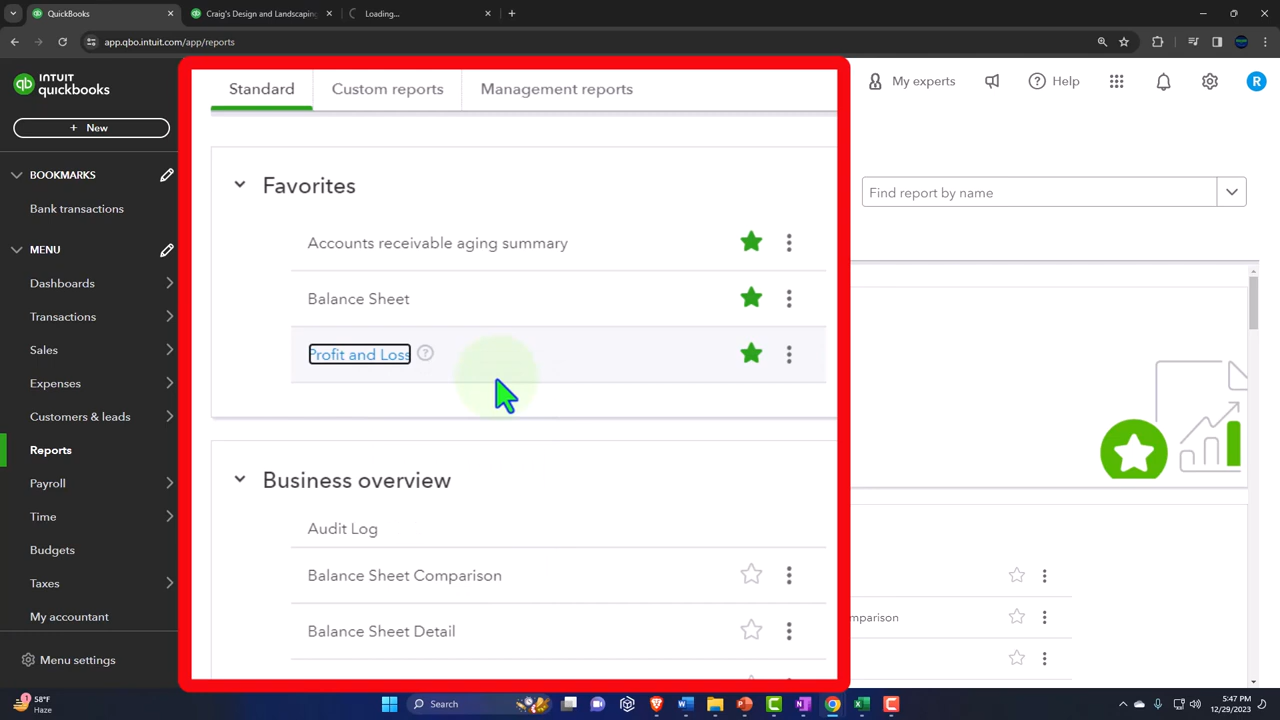 QuickBooks
Craig's Design and Landscaping
Loading...
app.qbo.intuit.com/app/reports
INTUIT
quickbooks
+ New
BOOKMARKS
Bank transactions
MENU
Dashboards
Transactions
Sales
Expenses
Customers & leads
Reports
Payroll
Time
Budgets
Taxes
My accountant
Menu settings
Standard
Custom reports
Management reports
My experts
Help
R
Find report by name
Favorites
Accounts receivable aging summary
Balance Sheet
Profit and Loss
Business overview
Audit Log
Balance Sheet Comparison
Balance Sheet Detail
mparison
1
58°F
Haze
Search
5:47 PM
12/29/2023